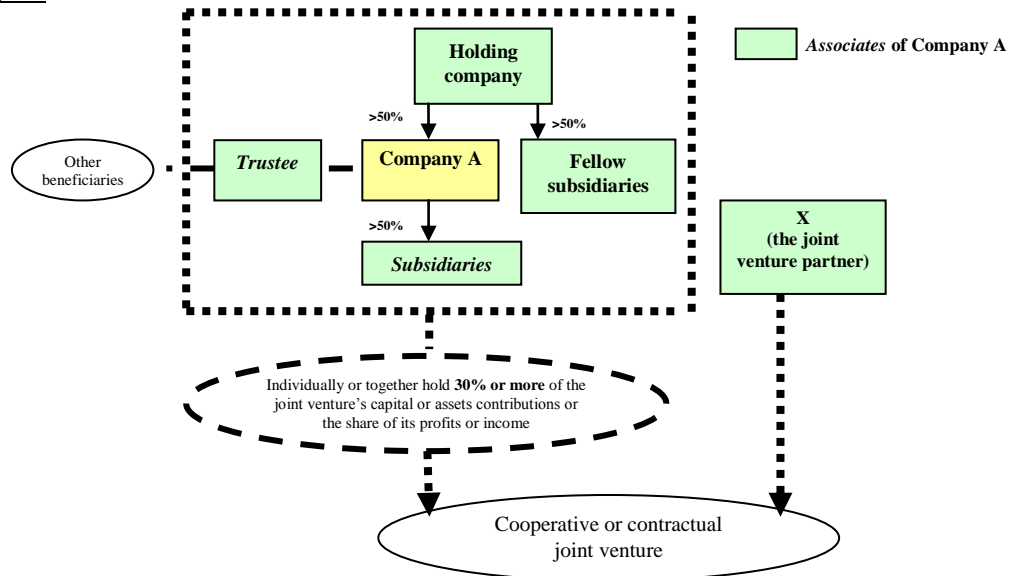 Holding
company
Associates of Company A
>50%
>50%
Other
beneficiaries
Trustee
Company A
Fellow
subsidiaries
>50%
Subsidiaries
X
(the joint
venture partner)
Individually or together hold 30% or more of the
joint venture's capital or assets contributions or
the share of its profits or income
Cooperative or contractual
joint venture